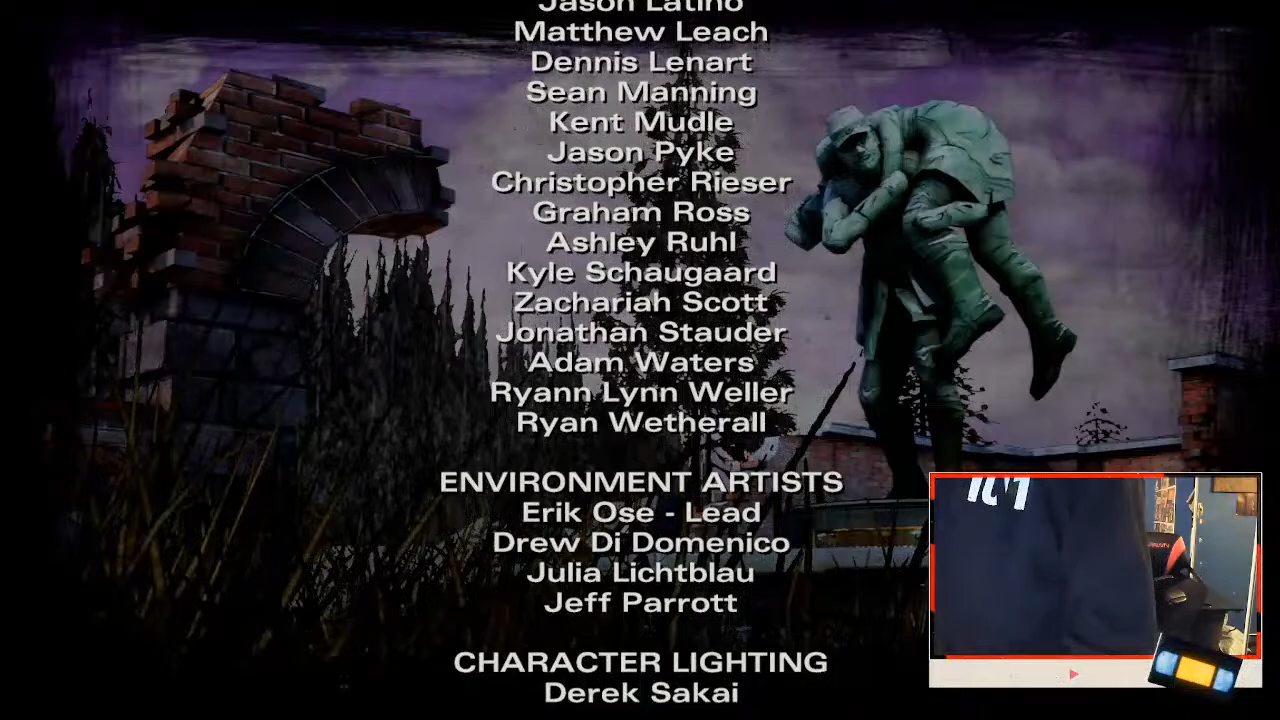 Jason Latino
Matthew Leach
Dennis Lenart
Sean Manning
Kent Mudle
Jason Pyke
Christopher Rieser
Graham Ross
Ashley Ruhl
Kyle Schaugaard
Zachariah Scott
Jonathan Stauder
Adam Waters
Ryann Lynn Weller
Ryan Wetherall
ENVIRONMENT ARTISTS
Erik Ose - Lead
Drew Di Domenico
Julia Lichtblau
Jeff Parrott
CHARACTER LIGHTING
Derek Sakai